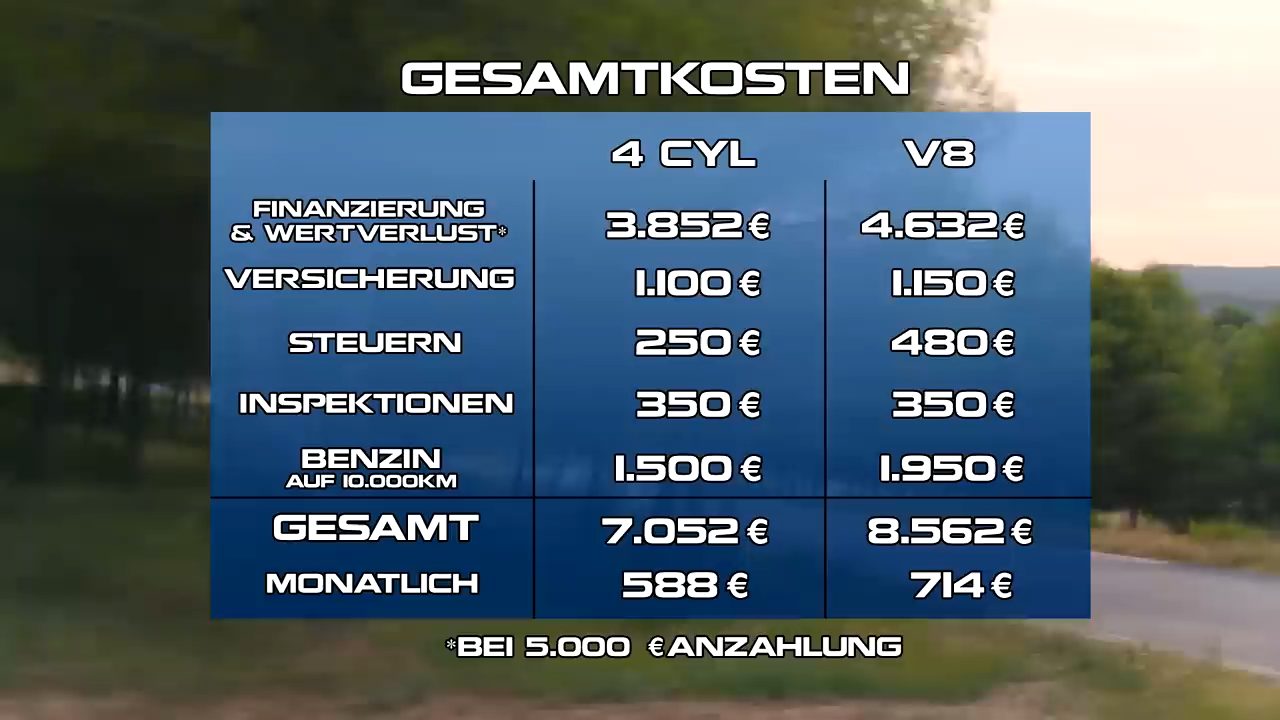 GESAMTKOSTEN
4 CYL V8
FINANZIERUNG
& WERTVERLUST* 3.852 € 4.632 €
VERSICHERUNG 1.100 € 1.150 €
STEUERN 250 € 480 €
INSPEKTIONEN 350 € 350 €
BENZIN 1.500 € 1.950 €
AUF 10.000KM
GESAMT 7.052 € 8.562 €
MONATLICH 588 € 714 €
*BEI 5.000 €ANZAHLUNG